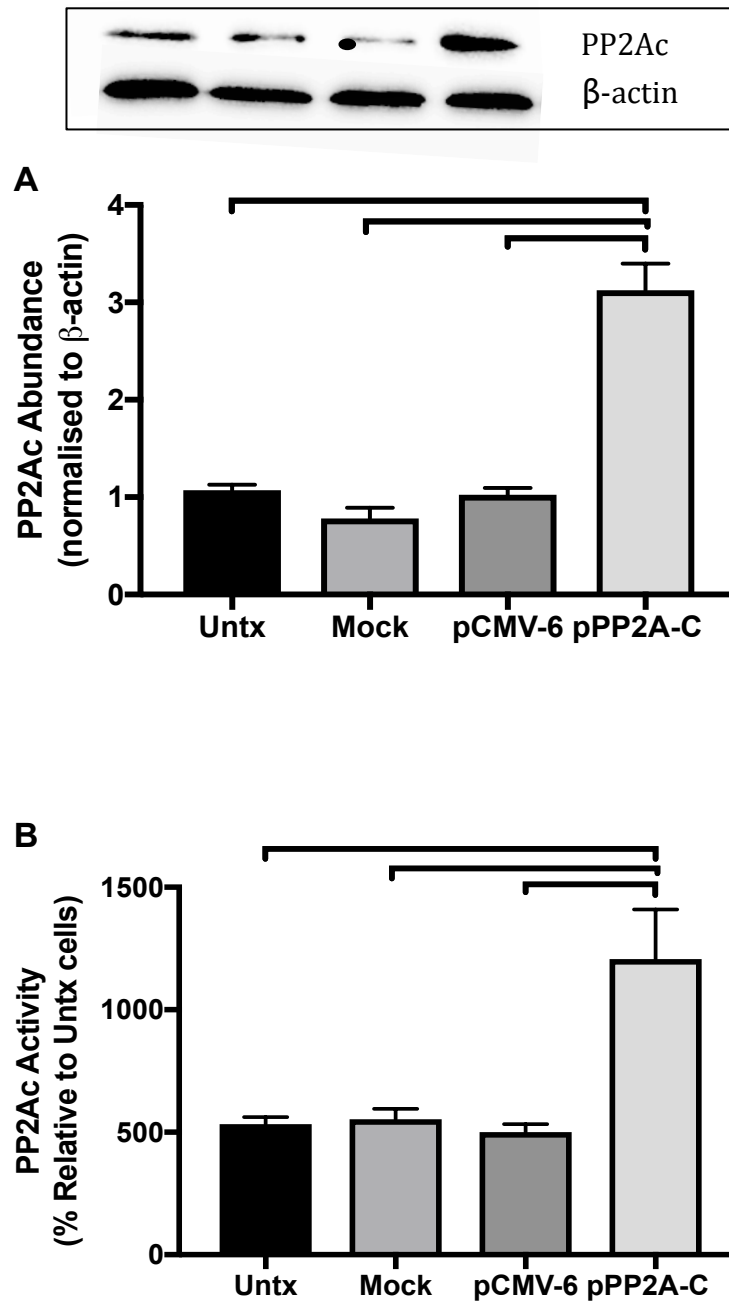 PP2Ac
β-actin
A
PP2Ac Abundance
(normalised to β-actin)
4
3
2
1
0
Untx Mock pCMV-6 pPP2A-C
B
PP2Ac Activity
(% Relative to Untx cells)
1500
1000
500
0
Untx Mock pCMV-6 pPP2A-C